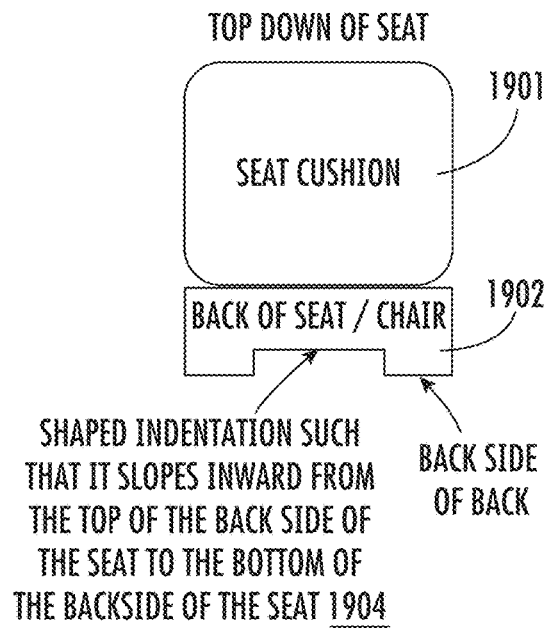 TOP DOWN OF SEAT
1901
SEAT CUSHION
1902
BACK OF SEAT / CHAIR
SHAPED INDENTATION SUCH
THAT IT SLOPES INWARD FROM
THE TOP OF THE BACK SIDE OF
THE SEAT TO THE BOTTOM OF
THE BACKSIDE OF THE SEAT 1904
BACK SIDE
OF BACK